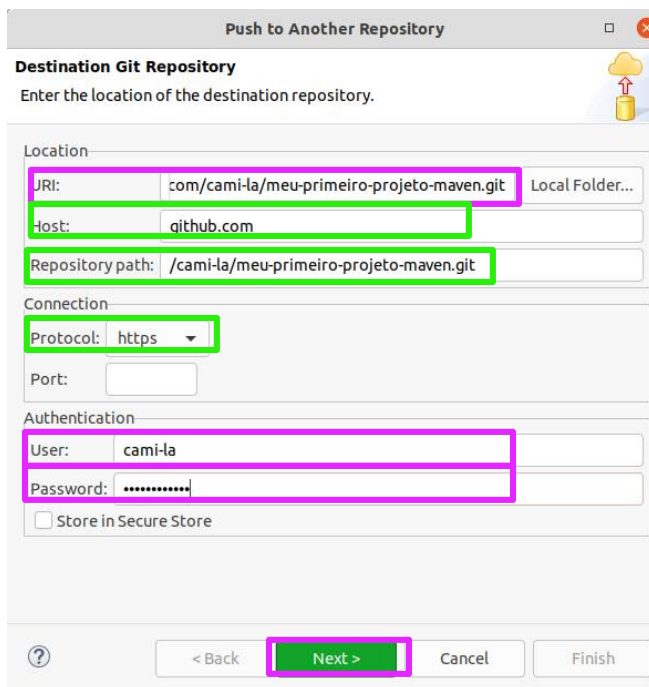 Push to Another Repository
Destination Git Repository
Enter the location of the destination repository.
Location
URI: com/cami-la/meu-primeiro-projeto-maven.git Local Folder...
Host: github.com
Repository path: /cami-la/meu-primeiro-projeto-maven.git
Connection
Protocol: https
Port:
Authentication
User: cami-la
Password: ••••••••••••
Store in Secure Store
? < Back Next > Cancel Finish